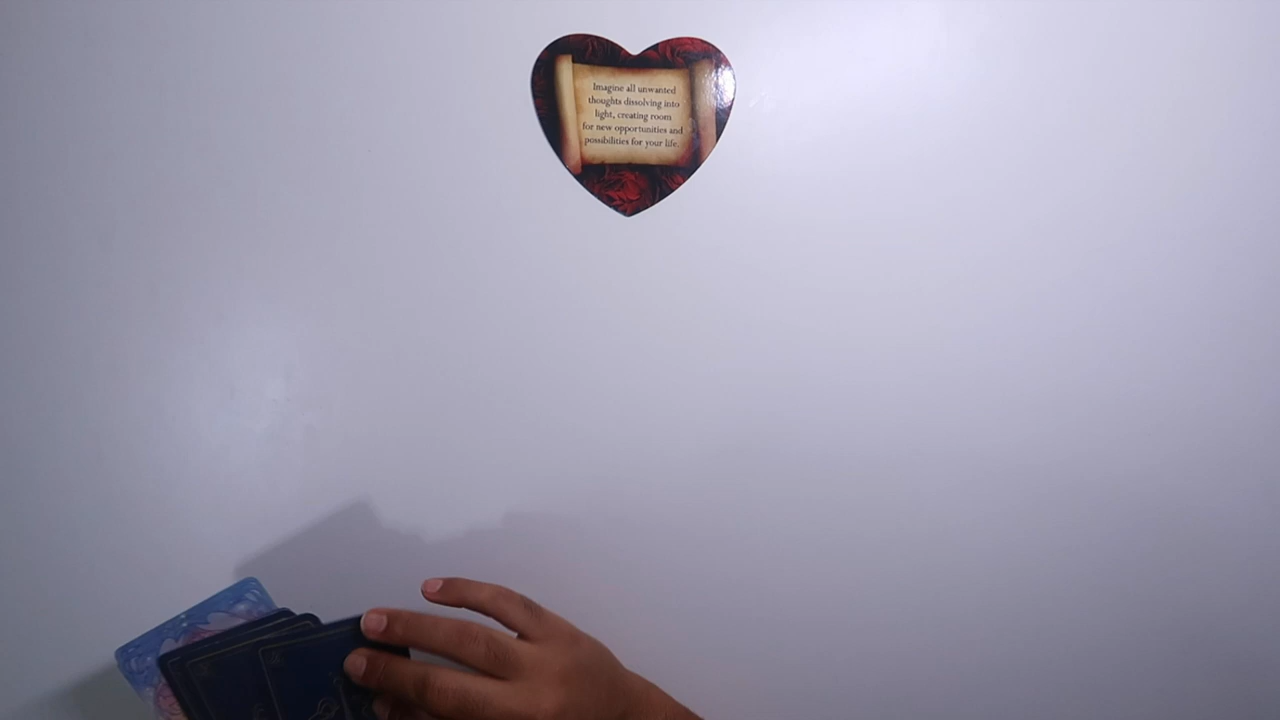 Imagine all unwanted
thoughts dissolving into
light, creating room
for new opportunities and
possibilities for your life.